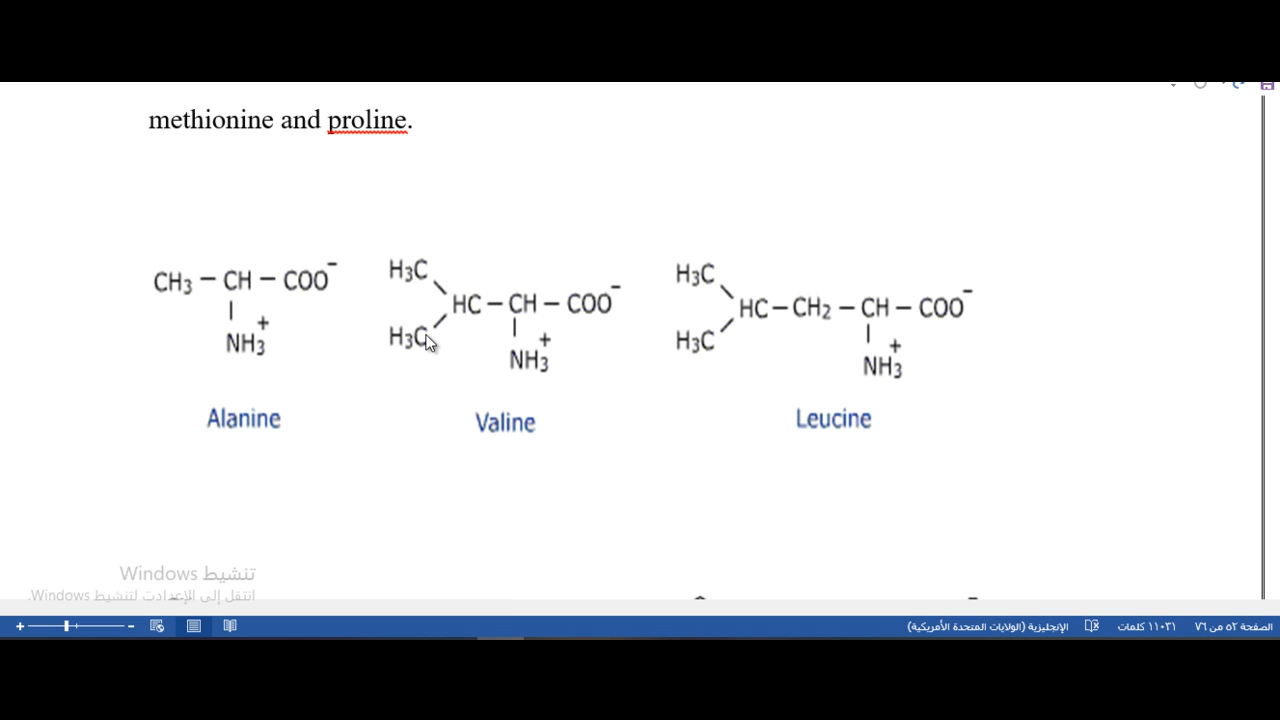 methionine and proline.
CH3 – CH – COO-
NH3+
Alanine
H3C
H3C
HC – CH – COO-
NH3+
Valine
H3C
H3C
HC – CH2 – CH – COO-
NH3+
Leucine
تنشيط Windows
انتقل إلى الإعدادت لتنشيط Windows.
الصفحة ٥٢ من ٧٦
١١٠٣١ كلمات
الإنجليزية (الولايات المتحدة الأمريكية)